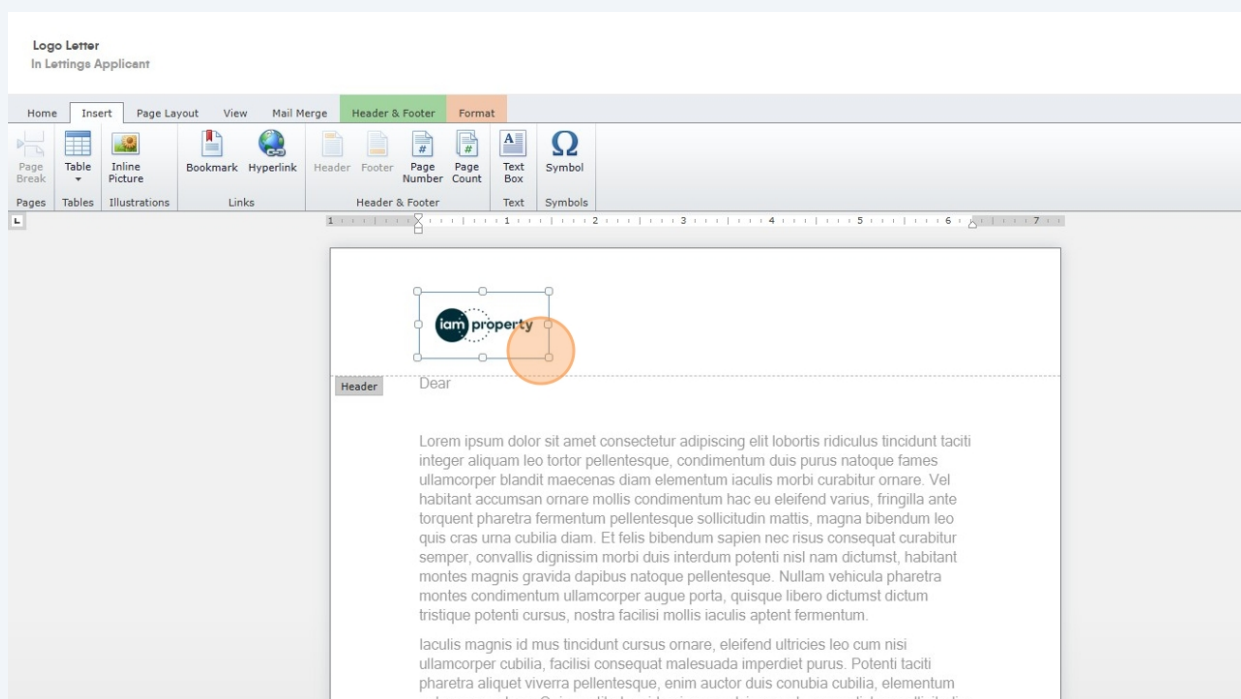 Logo Letter
In Lettings Applicant
Home Insert Page Layout View Mail Merge Header & Footer Format
Page Break Table Inline Picture Bookmark Hyperlink Header Footer Page Number Page Count Text Box Symbol
Pages Tables Illustrations Links Header & Footer Text Symbols
L
1 1 2 3 4 5 6 7
iam property
Header
Dear
Lorem ipsum dolor sit amet consectetur adipiscing elit lobortis ridiculus tincidunt taciti
integer aliquam leo tortor pellentesque, condimentum duis purus natoque fames
ullamcorper blandit maecenas diam elementum iaculis morbi curabitur ornare. Vel
habitant accumsan ornare mollis condimentum hac eu eleifend varius, fringilla ante
torquent pharetra fermentum pellentesque sollicitudin mattis, magna bibendum leo
quis cras urna cubilia diam. Et felis bibendum sapien nec risus consequat curabitur
semper, convallis dignissim morbi duis interdum potenti nisl nam dictumst, habitant
montes magnis gravida dapibus natoque pellentesque. Nullam vehicula pharetra
montes condimentum ullamcorper augue porta, quisque libero dictumst dictum
tristique potenti cursus, nostra facilisi mollis iaculis aptent fermentum.
Iaculis magnis id mus tincidunt cursus ornare, eleifend ultricies leo cum nisi
ullamcorper cubilia, facilisi consequat malesuada imperdiet purus. Potenti taciti
pharetra aliquet viverra pellentesque, enim auctor duis conubia cubilia, elementum